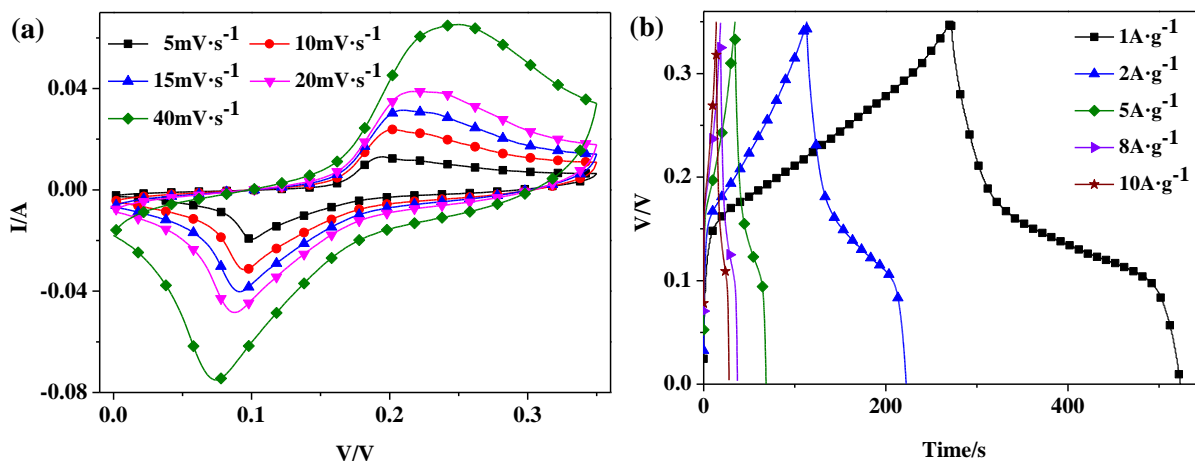 (a)
5mV·s⁻¹ 10mV·s⁻¹
15mV·s⁻¹ 20mV·s⁻¹
40mV·s⁻¹
I/A
0.04
0.00
-0.04
-0.08
0.0 0.1 0.2 0.3
V/V
(b)
1A·g⁻¹
2A·g⁻¹
5A·g⁻¹
8A·g⁻¹
10A·g⁻¹
V/V
0.3
0.2
0.1
0.0
0 200 400
Time/s